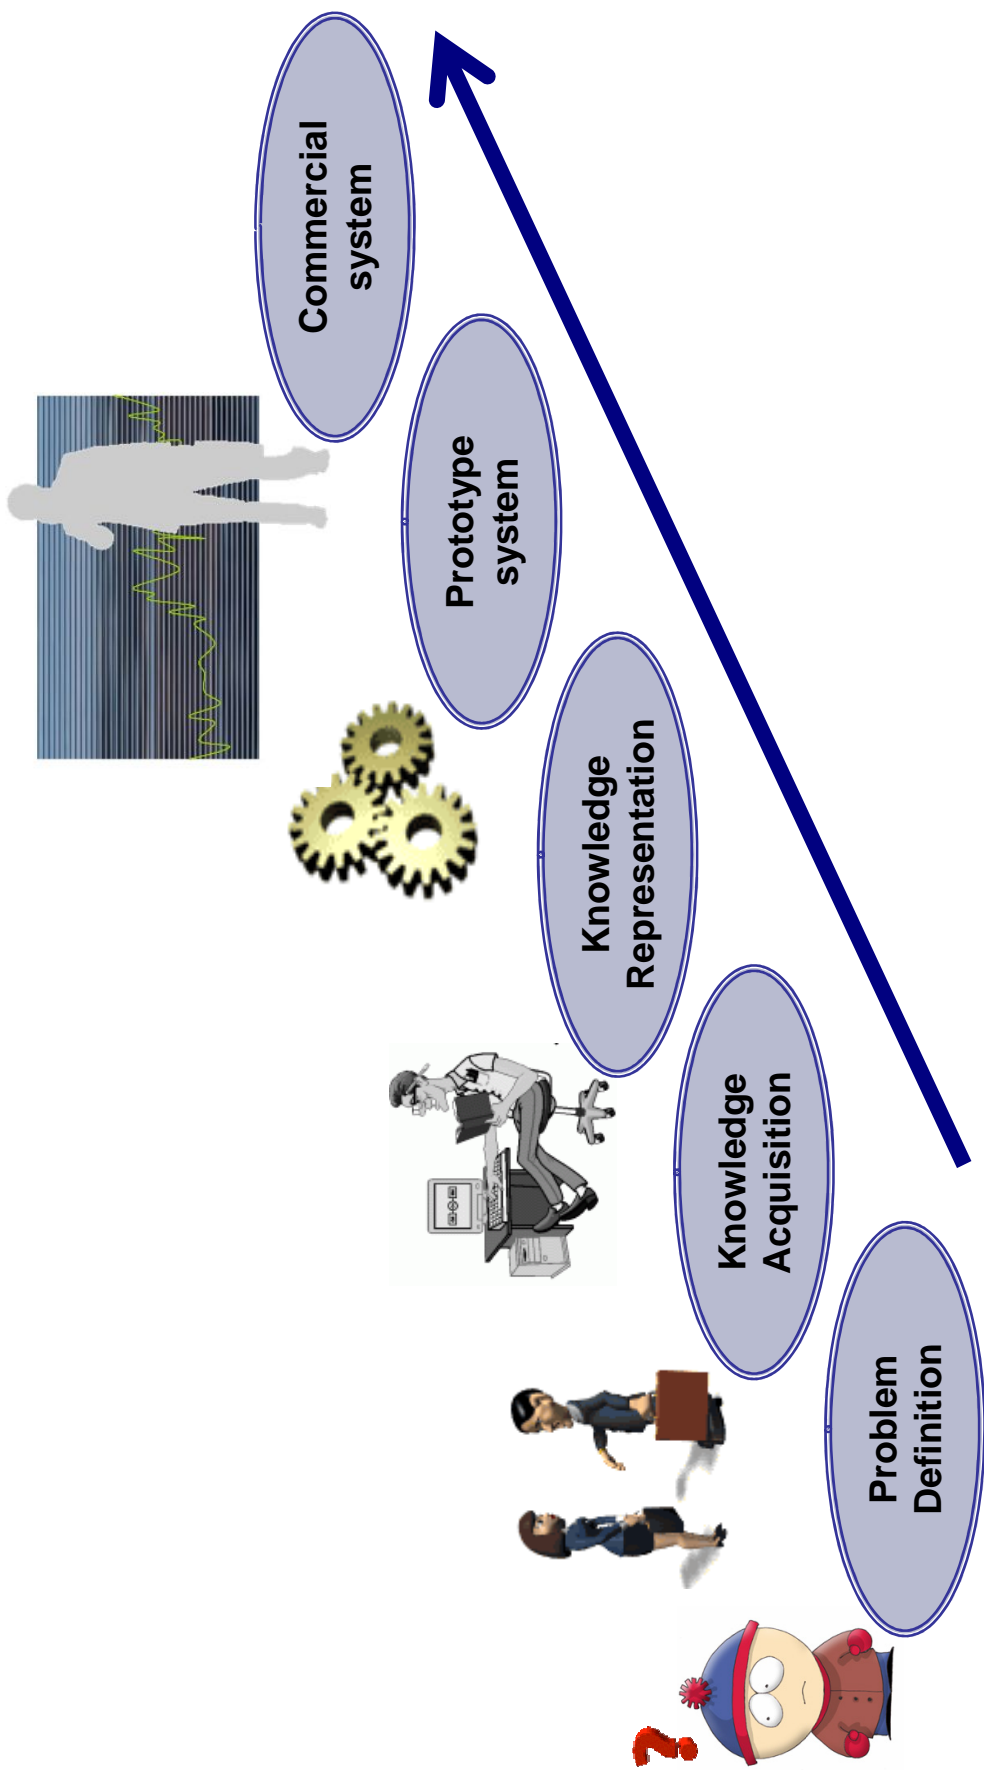 Commercial
system
Prototype
system
Knowledge
Representation
Knowledge
Acquisition
Problem
Definition
?